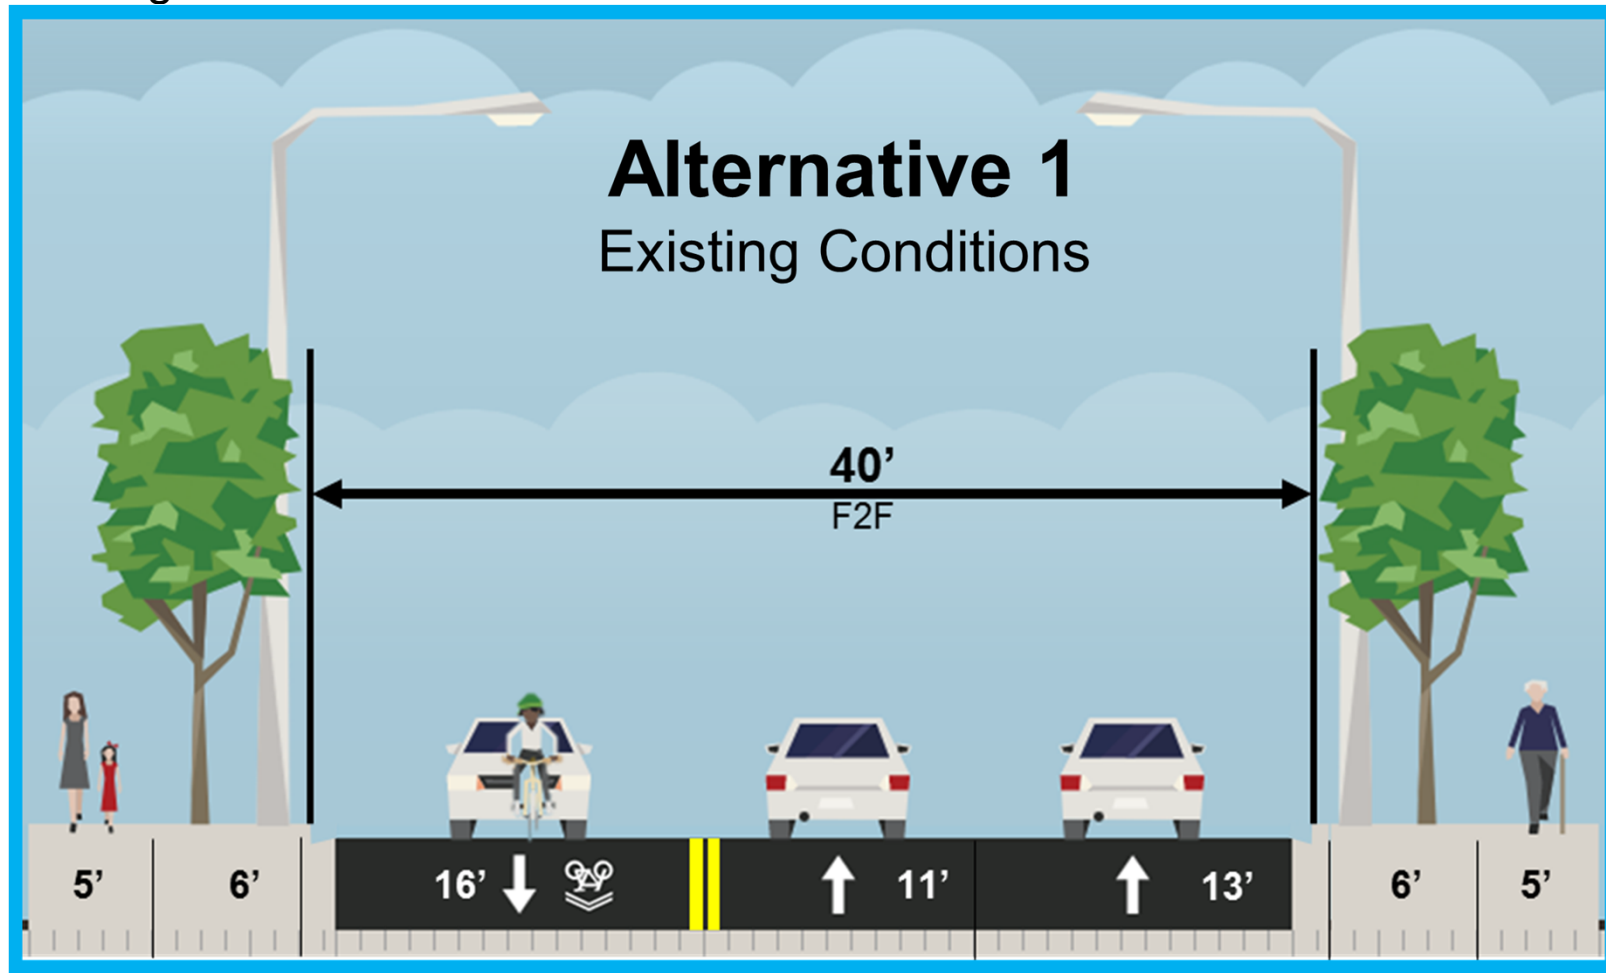 Alternative 1
Existing Conditions
40’
F2F
5’ 6’ 16’ 11’ 13’ 6’ 5’